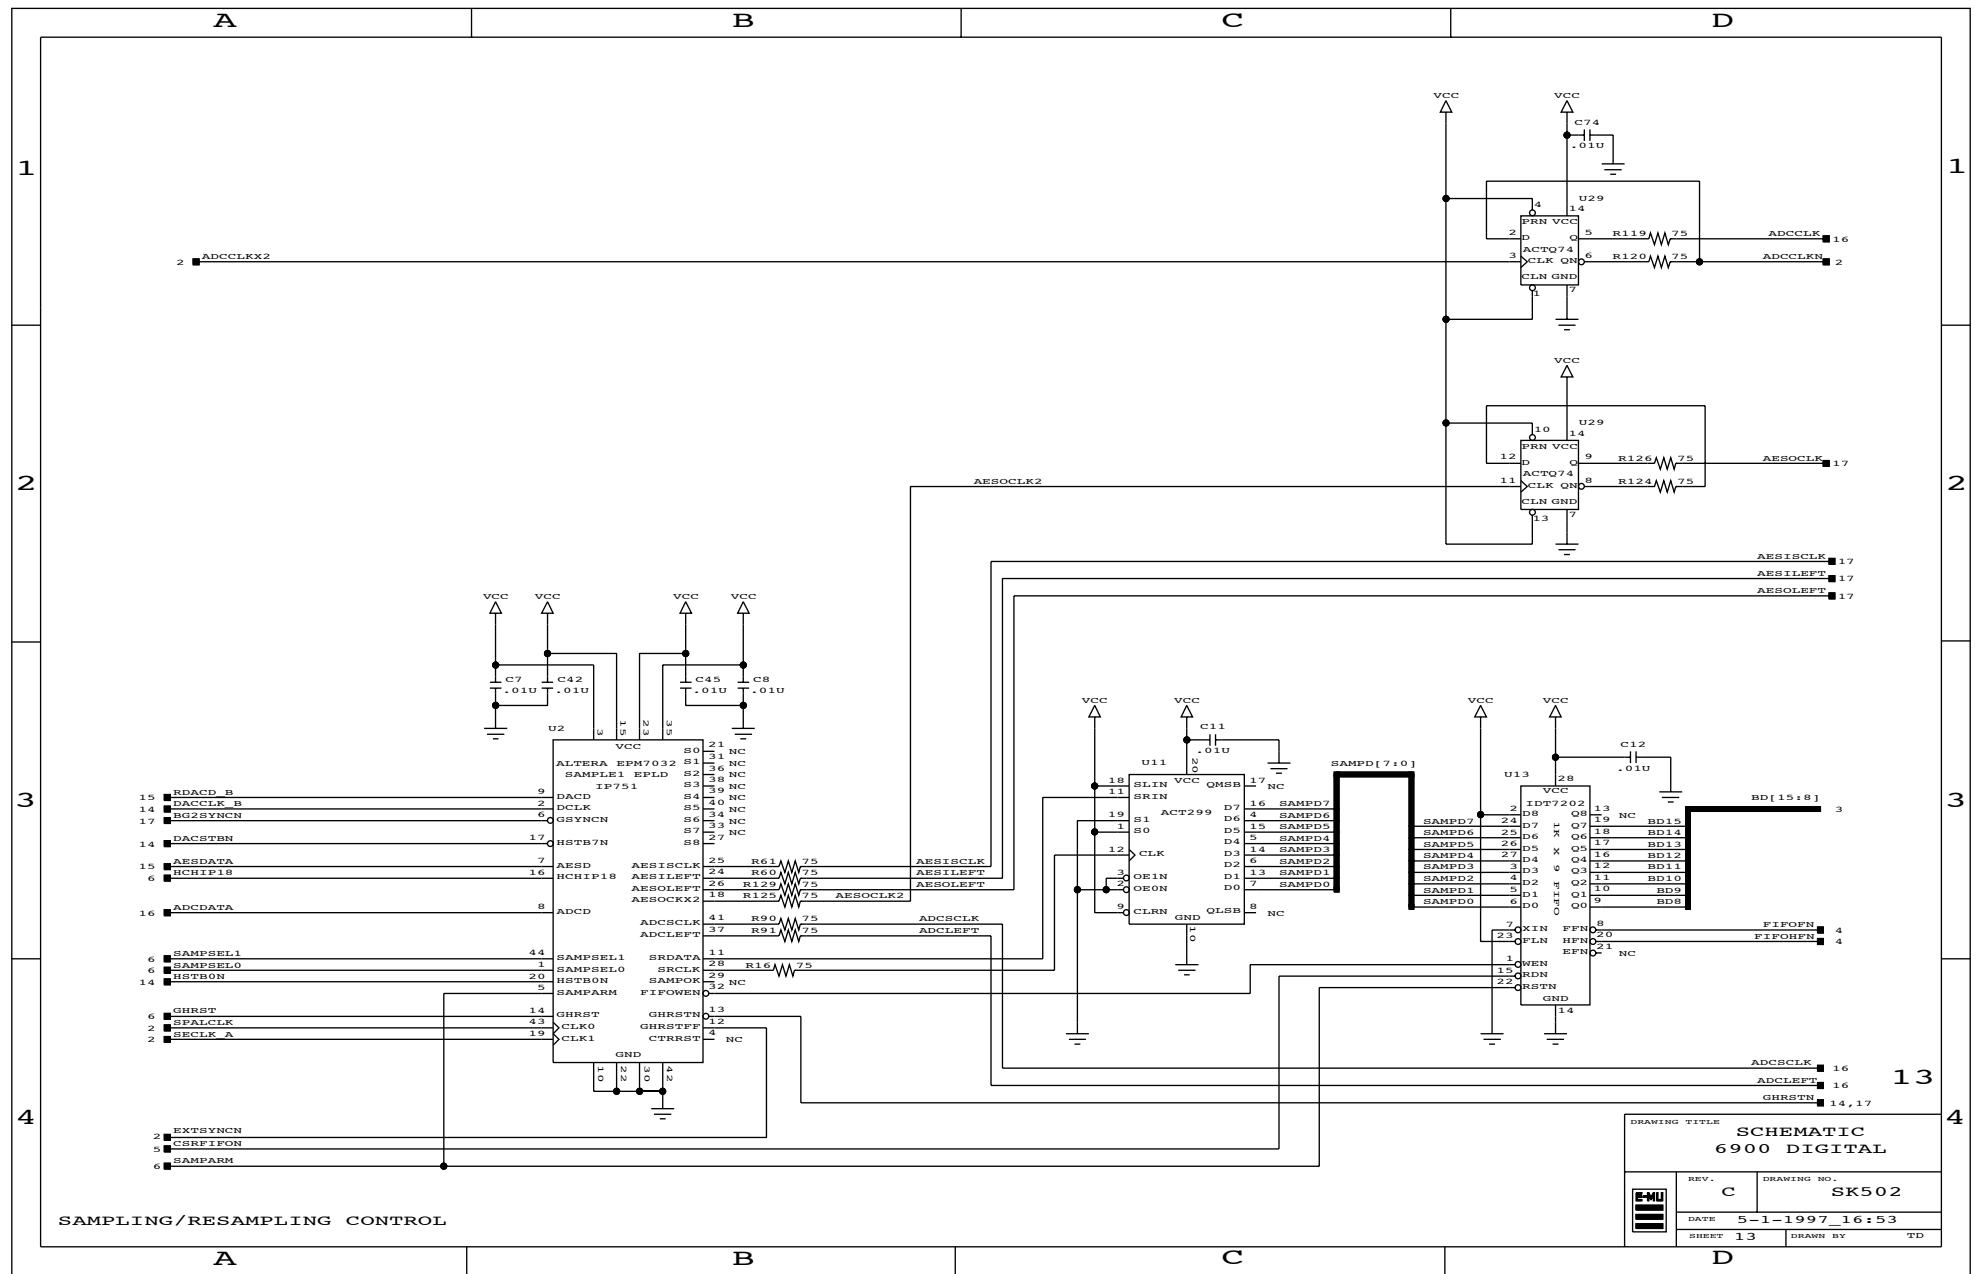 A B C D
1 1
VCC VCC
C74
.01U
U29
4 14
PRN VCC
2 D Q 5 R119 75 ADCCLK 16
ACTQ74
2 ADCCLKX2 3 CLK QN 6 R120 75 ADCCLKN 2
CLN GND
1 7
VCC
U29
10 14
PRN VCC
12 D Q 9 R126 75 AESOCLK 17
ACTQ74
2 AESOCLK2 11 CLK QN 8 R124 75 2
CLN GND
13 7
AESISCLK 17
AESILEFT 17
AESOLEFT 17
VCC VCC VCC VCC
C7 C42 C45 C8
.01U .01U .01U .01U
U2 3 15 23 35
VCC
ALTERA EPM7032
SAMPLE1 EPLD
IP751
S0 21 NC
S1 31 NC
S2 36 NC
S3 38 NC
S4 39 NC
S5 40 NC
S6 34 NC
S7 33 NC
S8 27
15 RDACD_B 9 DACD
14 DACCLK_B 2 DCLK
17 BG2SYNCN 6 GSYNCN
14 DACSTBN 17 HSTB7N
15 AESDATA 7 AESD
6 HCHIP18 16 HCHIP18
16 ADCDATA 8 ADCD
6 SAMPSEL1 44 SAMPSEL1
6 SAMPSEL0 1 SAMPSEL0
14 HSTB0N 20 HSTB0N
5 SAMPARM
6 GHRST 14 GHRST
2 SPALCLK 43 CLK0
2 SECLK_A 19 CLK1
AESISCLK 25 R61 75 AESISCLK
AESILEFT 24 R60 75 AESILEFT
AESOLEFT 26 R129 75 AESOLEFT
AESOCKX2 18 R125 75 AESOCLK2
ADCSCLK 41 R90 75 ADCSCLK
ADCLEFT 37 R91 75 ADCLEFT
SRDATA 11
SRCLK 28 R16 75
SAMPOK 29 NC
FIFOWEN 32
GHRSTN 13
GHRSTFF 12
CTRRST 4 NC
GND
10 22 30 42
VCC VCC
C11
.01U
U11 20
18 SLIN VCC QMSB 17 NC
11 SRIN
ACT299
19 S1
1 S0
12 CLK
3 OE1N
2 OE0N
9 CLRN
D7 16 SAMPD7
D6 4 SAMPD6
D5 15 SAMPD5
D4 5 SAMPD4
D3 14 SAMPD3
D2 6 SAMPD2
D1 13 SAMPD1
D0 7 SAMPD0
GND QLSB 8 NC
10
SAMPD[7:0]
VCC VCC
C12
.01U
U13 28
VCC
IDT7202
1K X 9 FIFO
2 D8 Q8 13 NC
SAMPD7 24 D7 Q7 19 BD15
SAMPD6 25 D6 Q6 18 BD14
SAMPD5 26 D5 Q5 17 BD13
SAMPD4 27 D4 Q4 16 BD12
SAMPD3 3 D3 Q3 12 BD11
SAMPD2 4 D2 Q2 11 BD10
SAMPD1 5 D1 Q1 10 BD9
SAMPD0 6 D0 Q0 9 BD8
BD[15:8] 3
7 XIN FFN 8 FIFOFN 4
23 FLN HFN 20 FIFOHFN 4
EFN 21 NC
1 WEN
15 RDN
22 RSTN
GND
14
3 3
ADCSCLK 16
ADCLEFT 16
GHRSTN 14,17
13
4 4
2 EXTSYNCN
5 CSRFIFON
6 SAMPARM
SAMPLING/RESAMPLING CONTROL
DRAWING TITLE
SCHEMATIC
6900 DIGITAL
E-MU
REV. C
DRAWING NO. SK502
DATE 5-1-1997_16:53
SHEET 13 DRAWN BY TD
A B C D